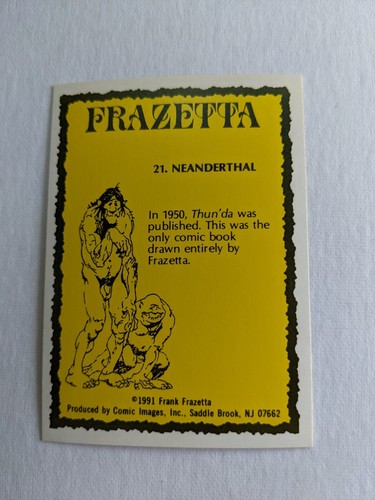 FRAZETTA
21. NEANDERTHAL
In 1950, Thun'da was
published. This was the
only comic book
drawn entirely by
Frazetta.
©1991 Frank Frazetta
Produced by Comic Images, Inc., Saddle Brook, NJ 07662